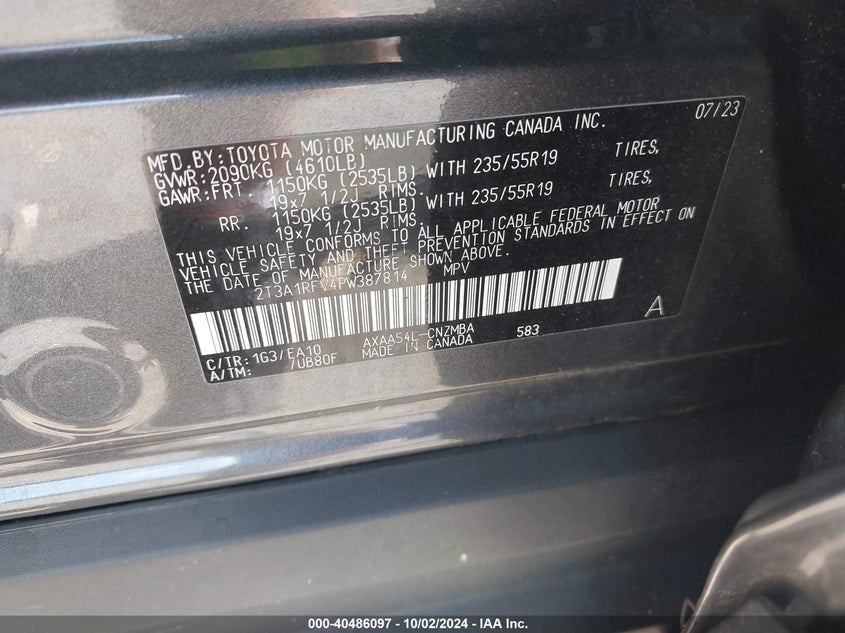 07/23
MFD.BY:TOYOTA MOTOR MANUFACTURING CANADA INC.
GVWR:2090KG (4610LB)
GAWR:FRT. 1150KG (2535LB) WITH 235/55R19 TIRES,
19x7 1/2J RIMS.
RR. 1150KG (2535LB) WITH 235/55R19 TIRES,
19x7 1/2J RIMS.
THIS VEHICLE CONFORMS TO ALL APPLICABLE FEDERAL MOTOR
VEHICLE SAFETY AND THEFT PREVENTION STANDARDS IN EFFECT ON
THE DATE OF MANUFACTURE SHOWN ABOVE.
2T3A1RFV4PW387814 MPV
A
C/TR: 1G3/EA10 AXAA54L-CNZMBA 583
A/TM: 7UB80F MADE IN CANADA
000-40486097 - 10/02/2024 - IAA Inc.